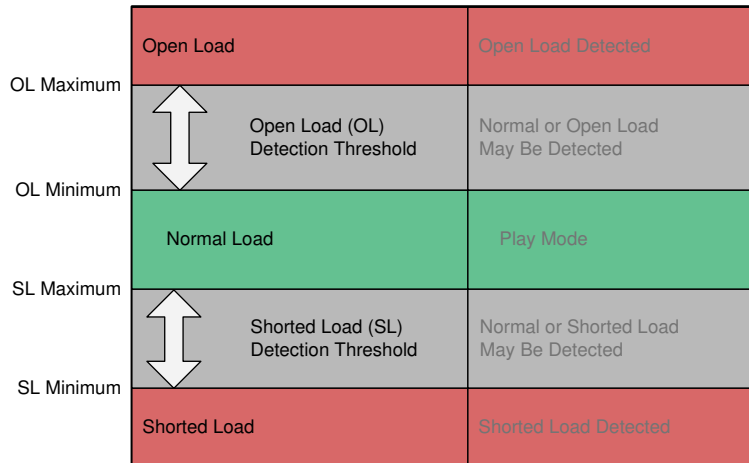 Open Load
Open Load Detected
OL Maximum
Open Load (OL)
Detection Threshold
Normal or Open Load
May Be Detected
OL Minimum
Normal Load
Play Mode
SL Maximum
Shorted Load (SL)
Detection Threshold
Normal or Shorted Load
May Be Detected
SL Minimum
Shorted Load
Shorted Load Detected